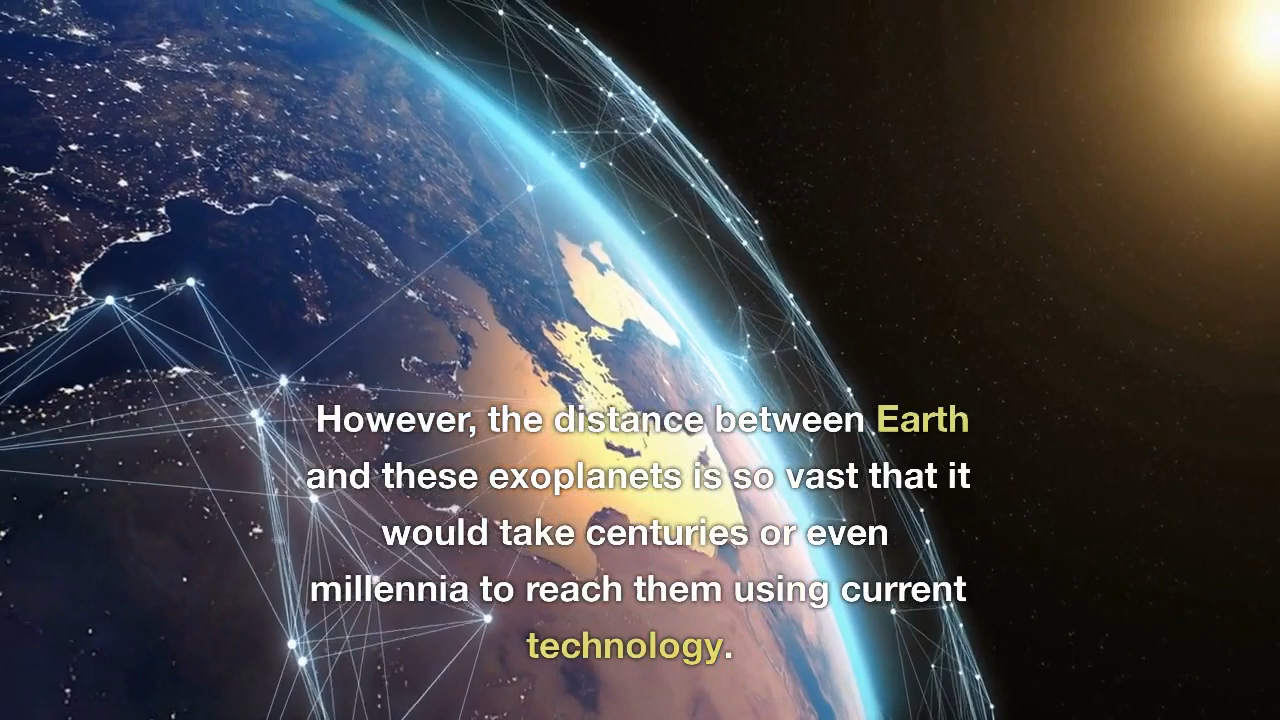 However, the distance between Earth
and these exoplanets is so vast that it
would take centuries or even
millennia to reach them using current
technology.